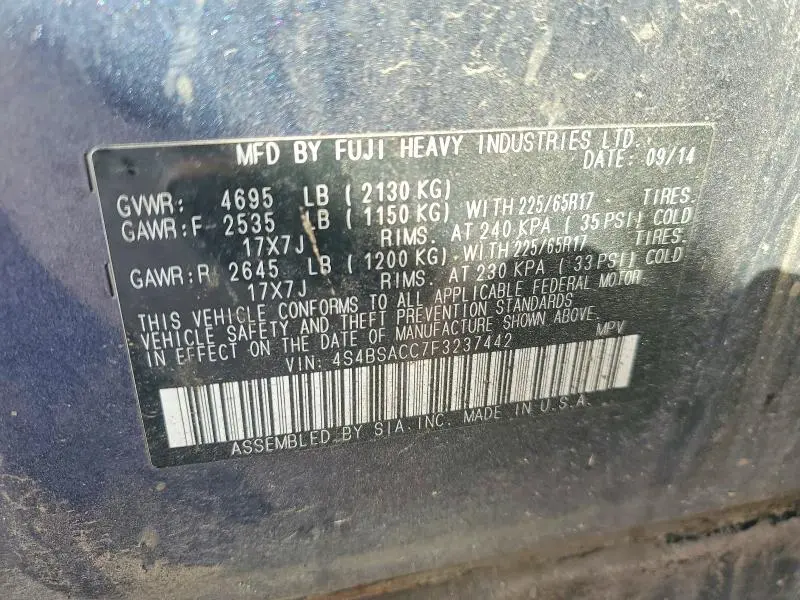 MFD BY FUJI HEAVY INDUSTRIES LTD.
DATE: 09/14
GVWR: 4695 LB ( 2130 KG)
GAWR:F 2535 LB ( 1150 KG) WITH 225/65R17 TIRES.
17X7J RIMS. AT 240 KPA ( 35 PSI) COLD
GAWR:R 2645 LB ( 1200 KG). WITH 225/65R17 TIRES.
17X7J RIMS. AT 230 KPA ( 33 PSI) COLD
THIS VEHICLE CONFORMS TO ALL APPLICABLE FEDERAL MOTOR
VEHICLE SAFETY AND THEFT PREVENTION STANDARDS
IN EFFECT ON THE DATE OF MANUFACTURE SHOWN ABOVE.
VIN: 4S4BSACC7F3237442 MPV
ASSEMBLED BY SIA.INC. MADE IN U.S.A.